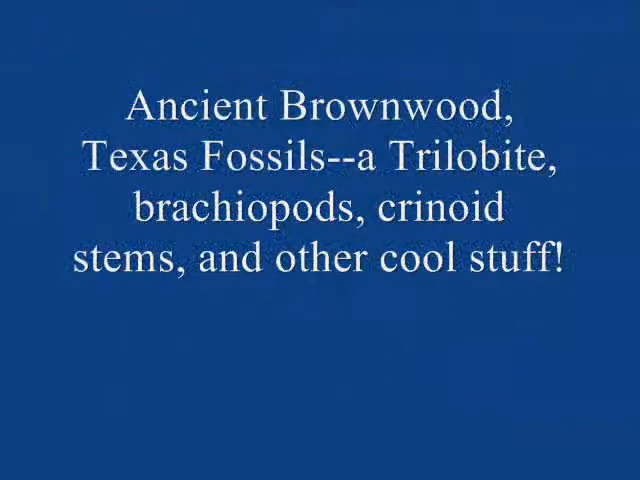 Ancient Brownwood,
Texas Fossils--a Trilobite,
brachiopods, crinoid
stems, and other cool stuff!